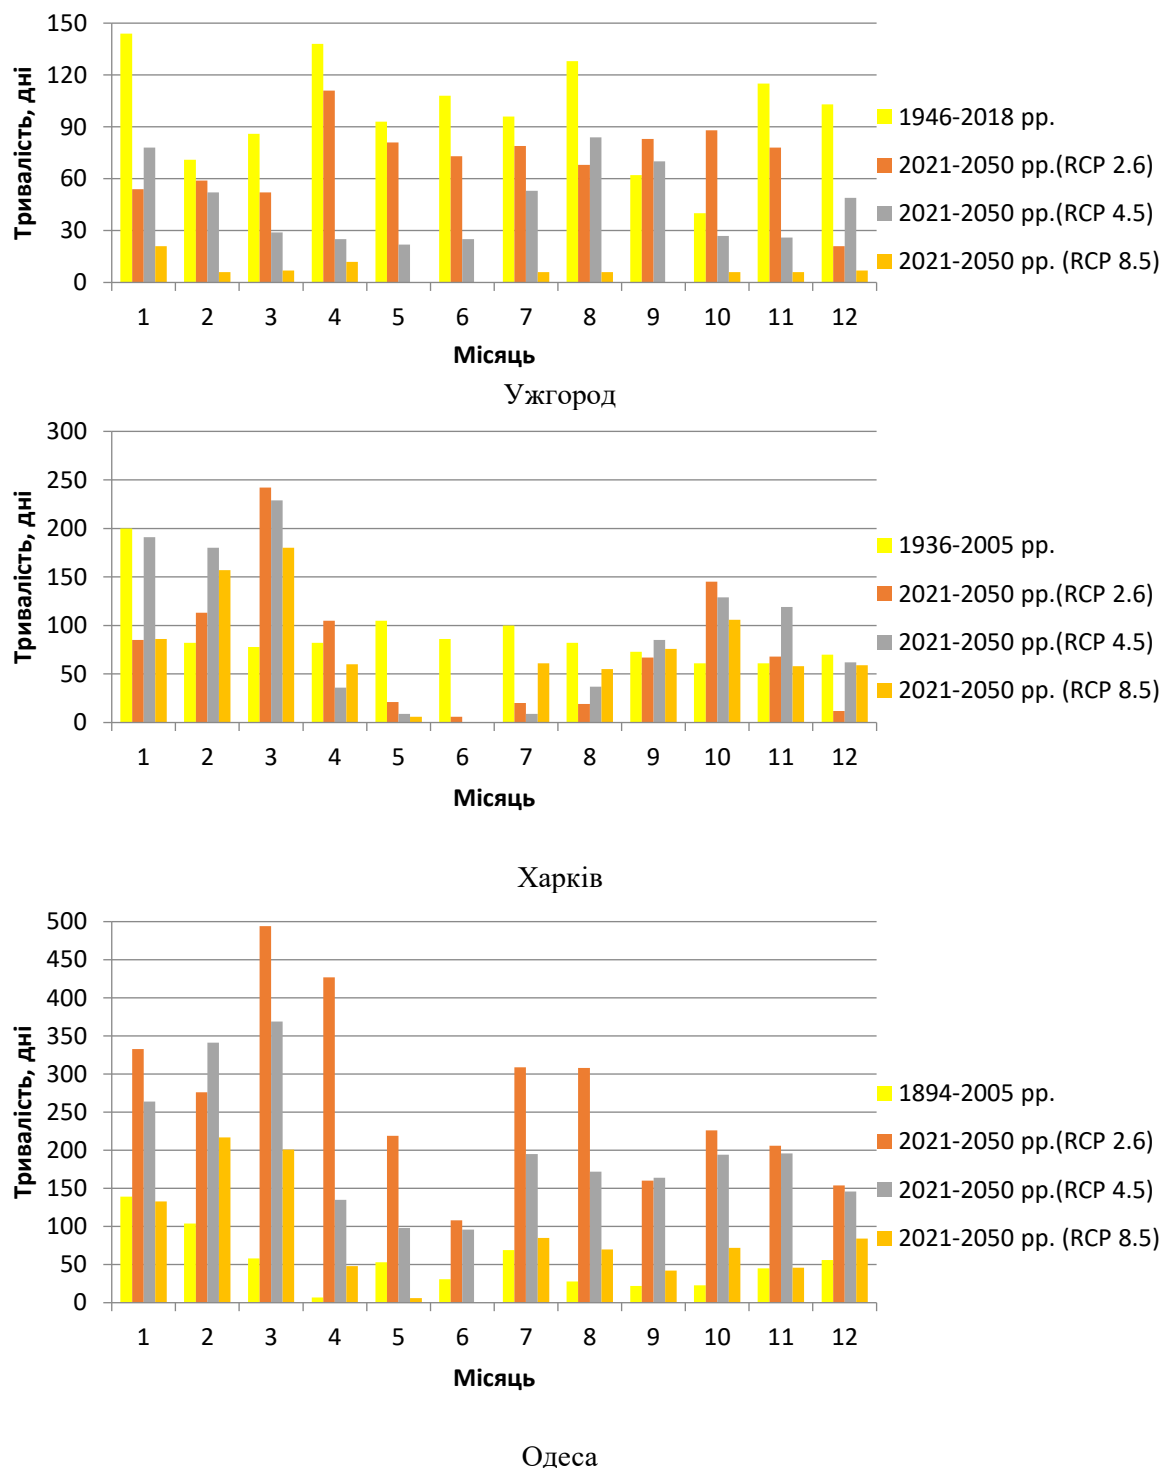 150
120
90
60
30
0
Тривалість, дні
1 2 3 4 5 6 7 8 9 10 11 12
Місяць
1946-2018 рр.
2021-2050 рр.(RCP 2.6)
2021-2050 рр.(RCP 4.5)
2021-2050 рр. (RCP 8.5)
Ужгород
300
250
200
150
100
50
0
Тривалість, дні
1 2 3 4 5 6 7 8 9 10 11 12
Місяць
1936-2005 рр.
2021-2050 рр.(RCP 2.6)
2021-2050 рр.(RCP 4.5)
2021-2050 рр. (RCP 8.5)
Харків
500
450
400
350
300
250
200
150
100
50
0
Тривалість, дні
1 2 3 4 5 6 7 8 9 10 11 12
Місяць
1894-2005 рр.
2021-2050 рр.(RCP 2.6)
2021-2050 рр.(RCP 4.5)
2021-2050 рр. (RCP 8.5)
Одеса